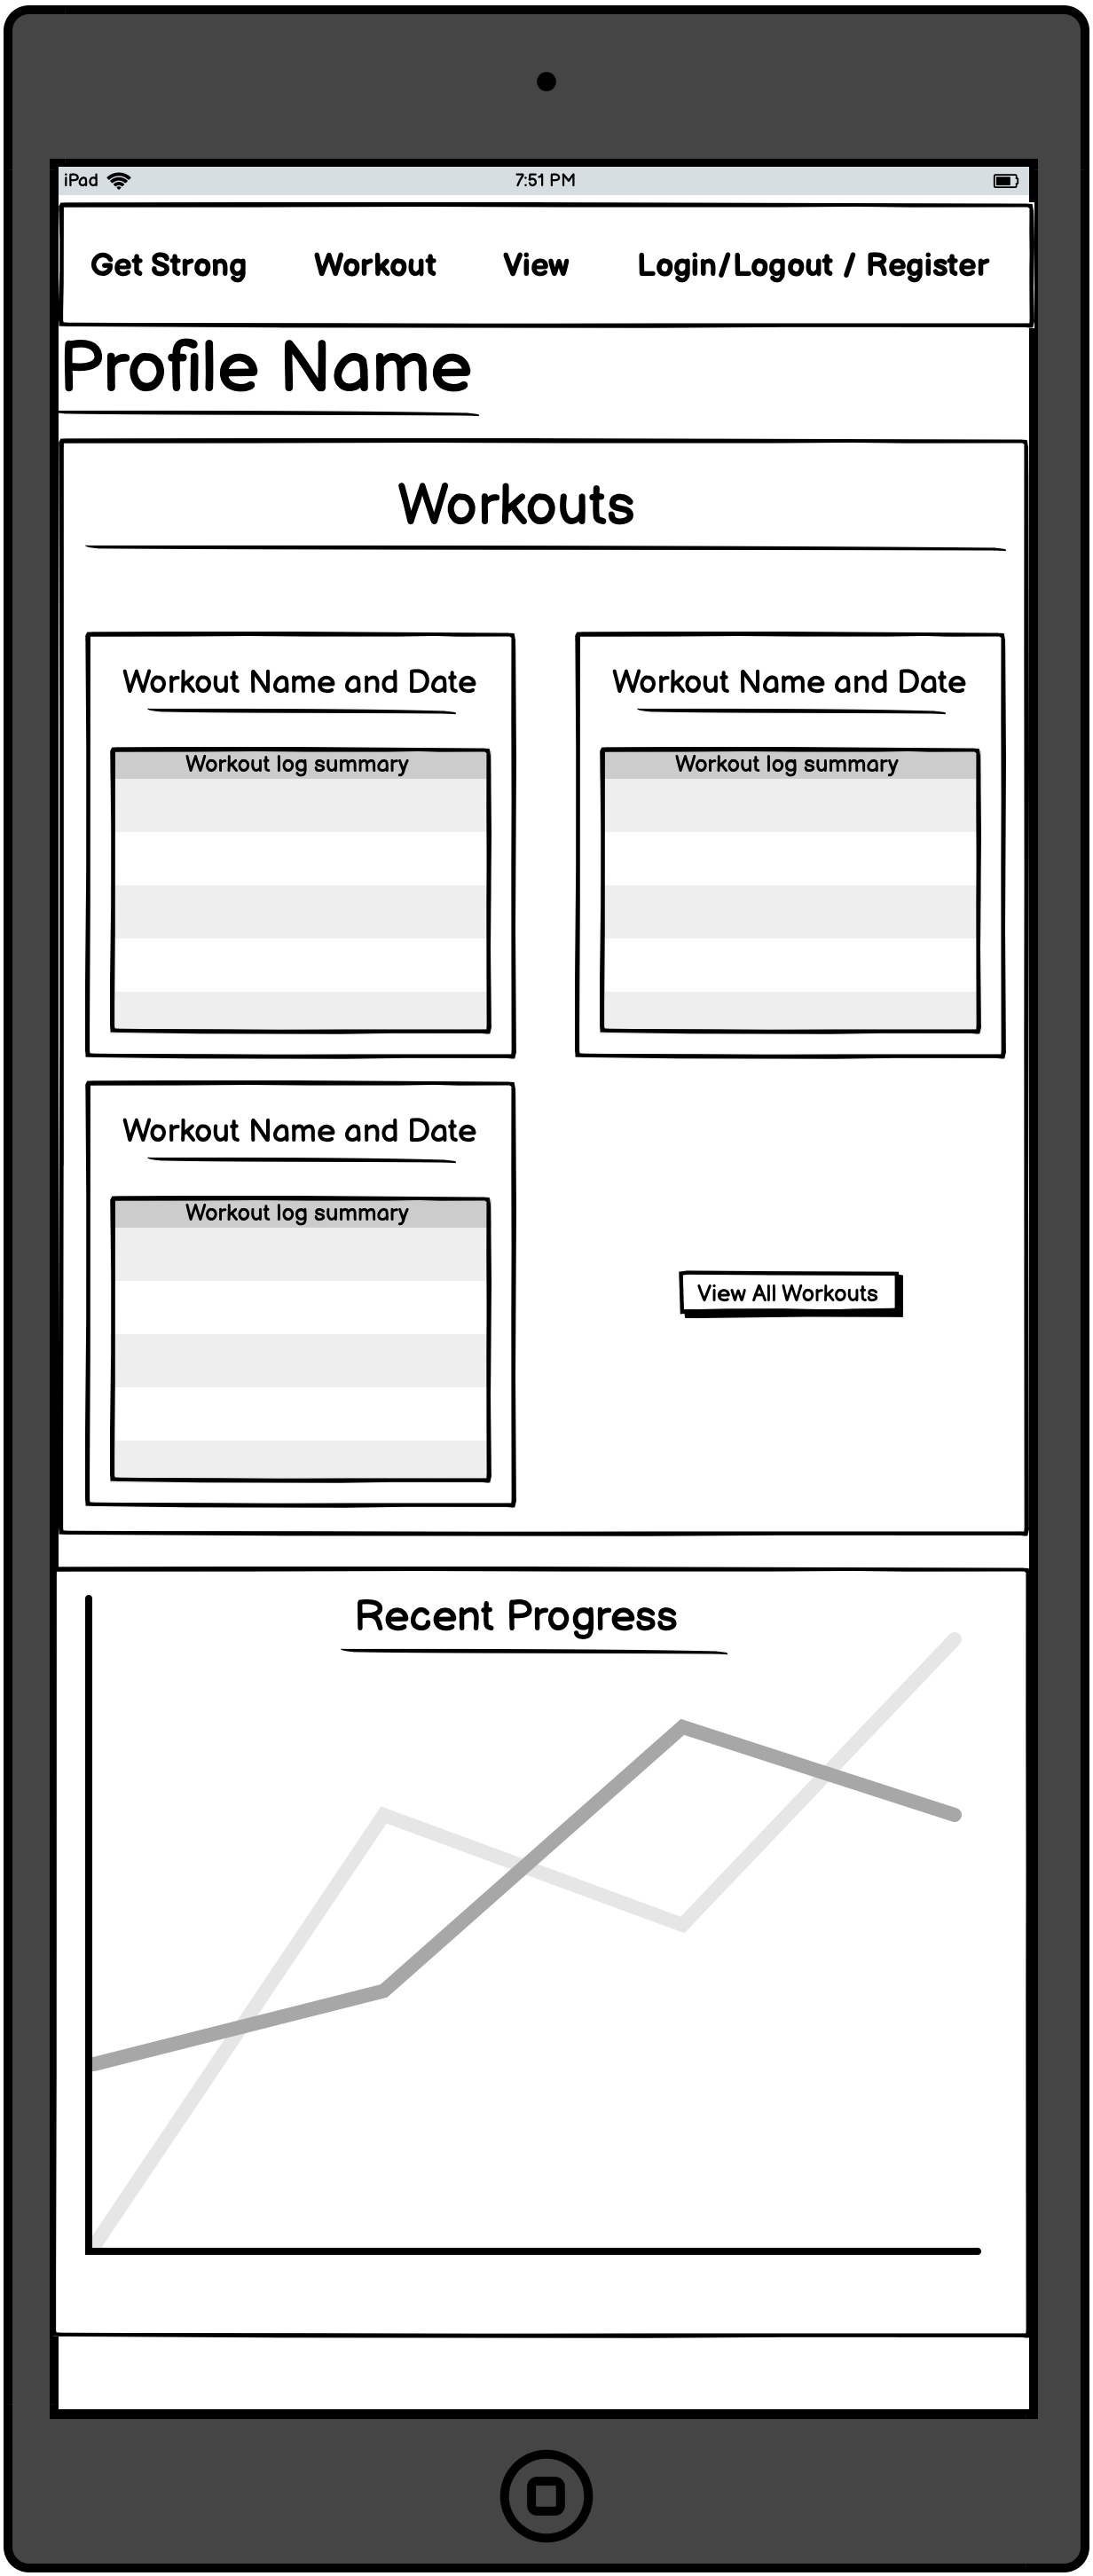 iPad 7:51 PM
Get Strong Workout View Login/Logout / Register
Profile Name
Workouts
Workout Name and Date
Workout log summary
Workout Name and Date
Workout log summary
Workout Name and Date
Workout log summary
View All Workouts
Recent Progress